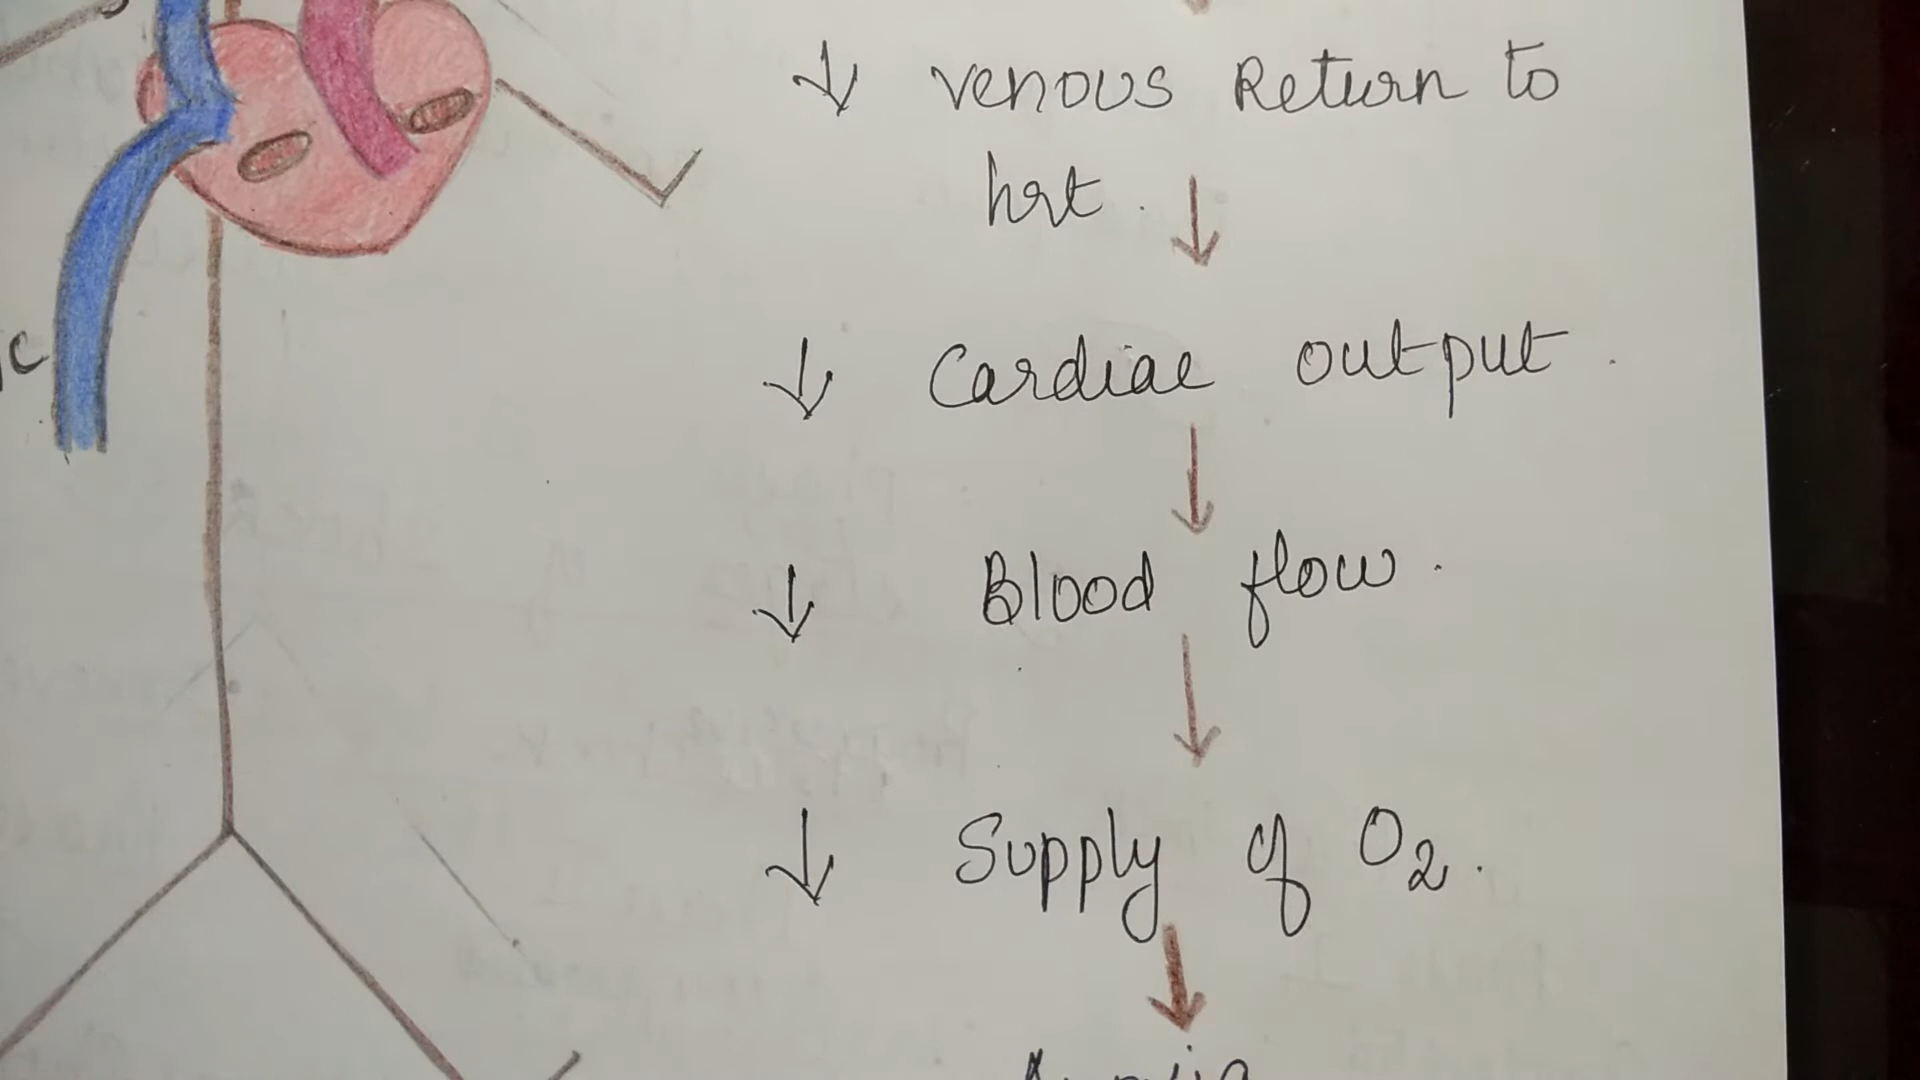 ↓ venous Return to
hrt.
↓ Cardiac output.
↓ Blood flow.
↓ Supply of O2.